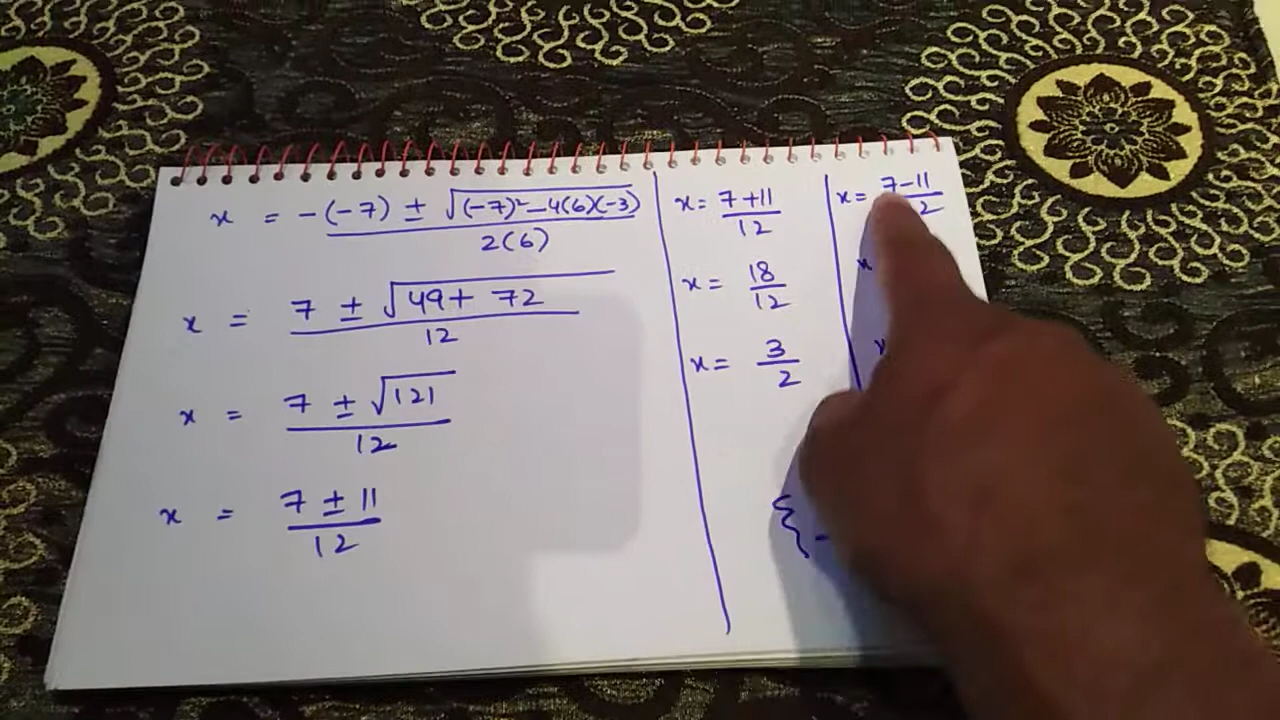 x = -(-7) ± √(-7)² - 4(6)(-3)
2(6)
x = 7 ± √49 + 72
12
x = 7 ± √121
12
x = 7 ± 11
12
x = 7 + 11
12
x = 18
12
x = 3
2
x = 7 - 11
2
x
x
{ -